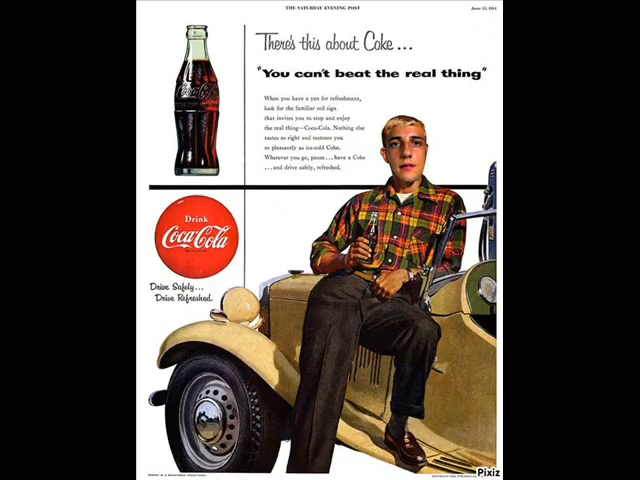 THE SATURDAY EVENING POST
There's this about Coke...
"You can't beat the real thing"
When you have a yen for refreshment,
look for the familiar red sign
that invites you to stop and enjoy
the real thing—Coca-Cola. Nothing else
tastes so right and restores you
so pleasantly as ice-cold Coke.
Wherever you go, pause...have a Coke
...and drive safely, refreshed.
Coca-Cola
Drink
Coca-Cola
Drive Safely...
Drive Refreshed.
Pixiz